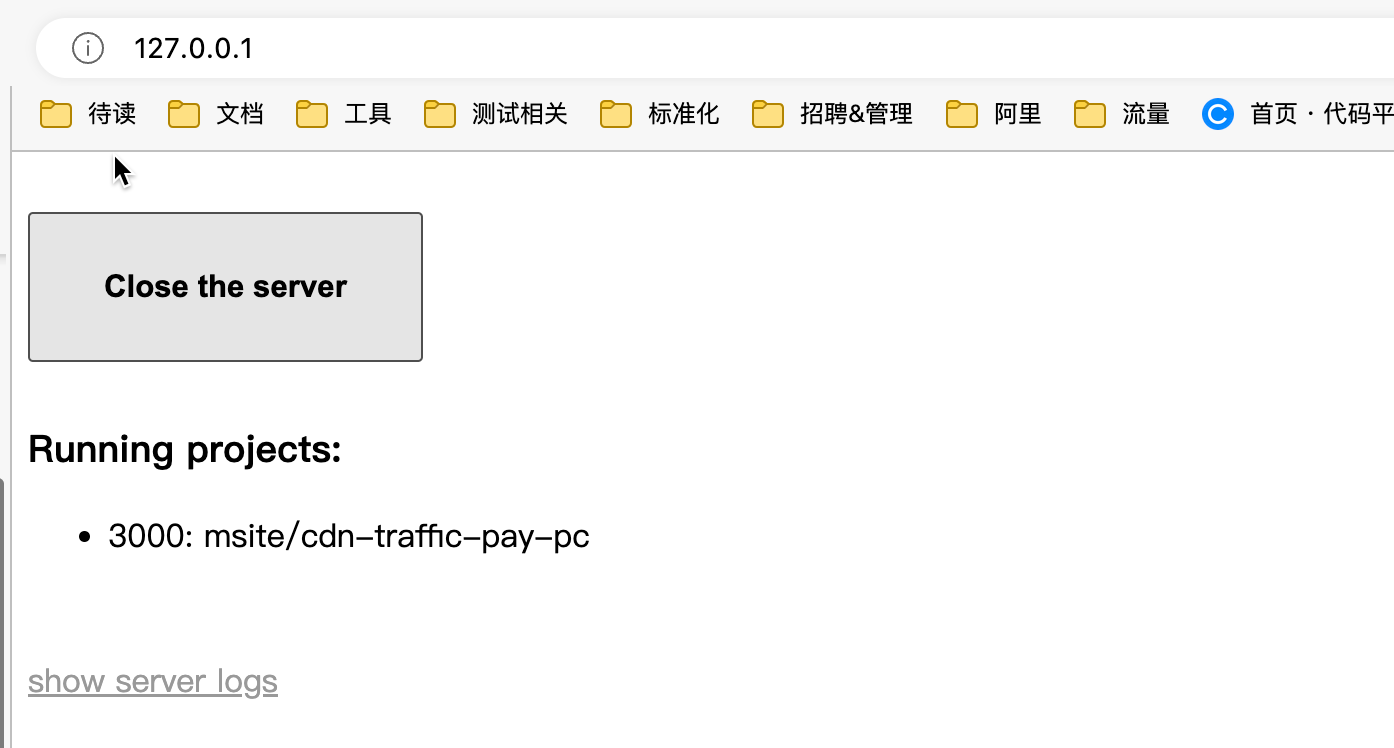 127.0.0.1
待读 文档 工具 测试相关 标准化 招聘&管理 阿里 流量 首页 · 代码平
Close the server
Running projects:
• 3000: msite/cdn-traffic-pay-pc
show server logs